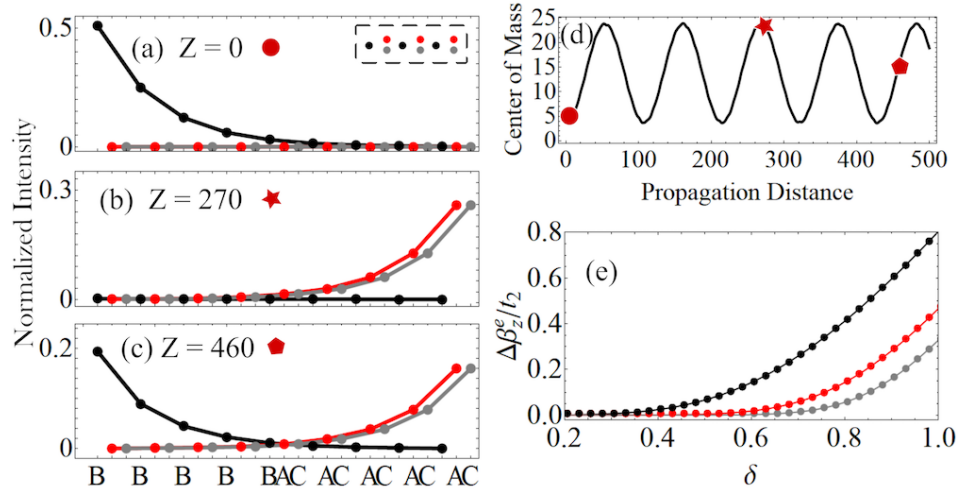 Normalized Intensity
0.5
0
(a) Z = 0
0.3
0
(b) Z = 270
0.2
0
(c) Z = 460
B B B B BAC AC AC AC AC
Center of Mass
25
20
15
10
5
0
(d)
0 100 200 300 400 500
Propagation Distance
Δβ_z^e/t_2
0.8
0.6
0.4
0.2
0.0
(e)
0.2 0.4 0.6 0.8 1.0
δ